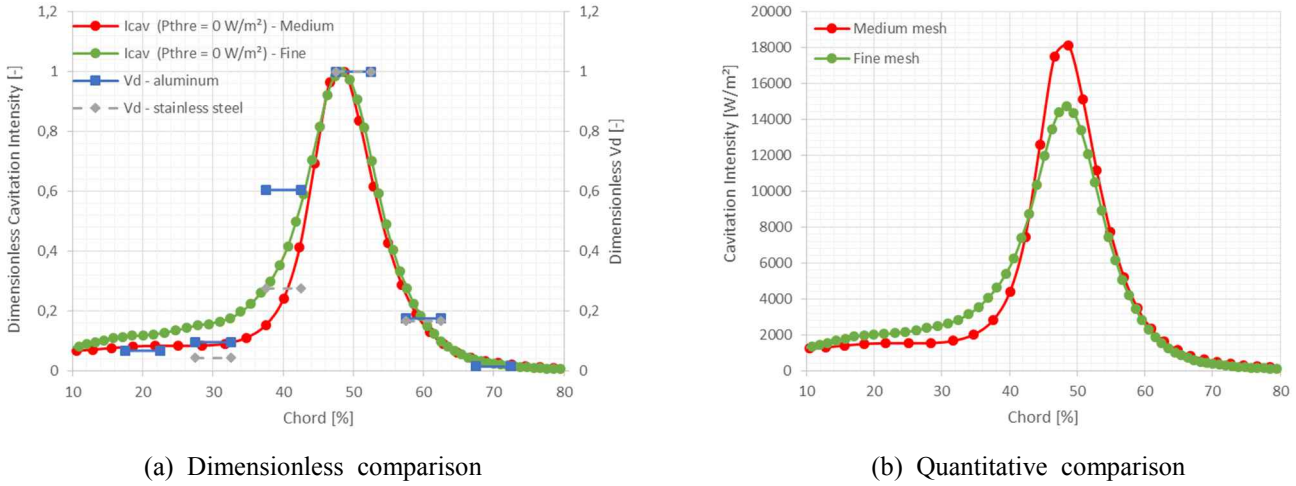 Icav (Pthre = 0 W/m²) - Medium
Icav (Pthre = 0 W/m²) - Fine
Vd - aluminum
Vd - stainless steel
Dimensionless Cavitation Intensity [-]
1,2
1
0,8
0,6
0,4
0,2
0
1,2
1
0,8
0,6
0,4
0,2
0
Dimensionless Vd [-]
10 20 30 40 50 60 70 80
Chord [%]
(a) Dimensionless comparison
Medium mesh
Fine mesh
Cavitation Intensity [W/m²]
20000
18000
16000
14000
12000
10000
8000
6000
4000
2000
0
10 20 30 40 50 60 70 80
Chord [%]
(b) Quantitative comparison